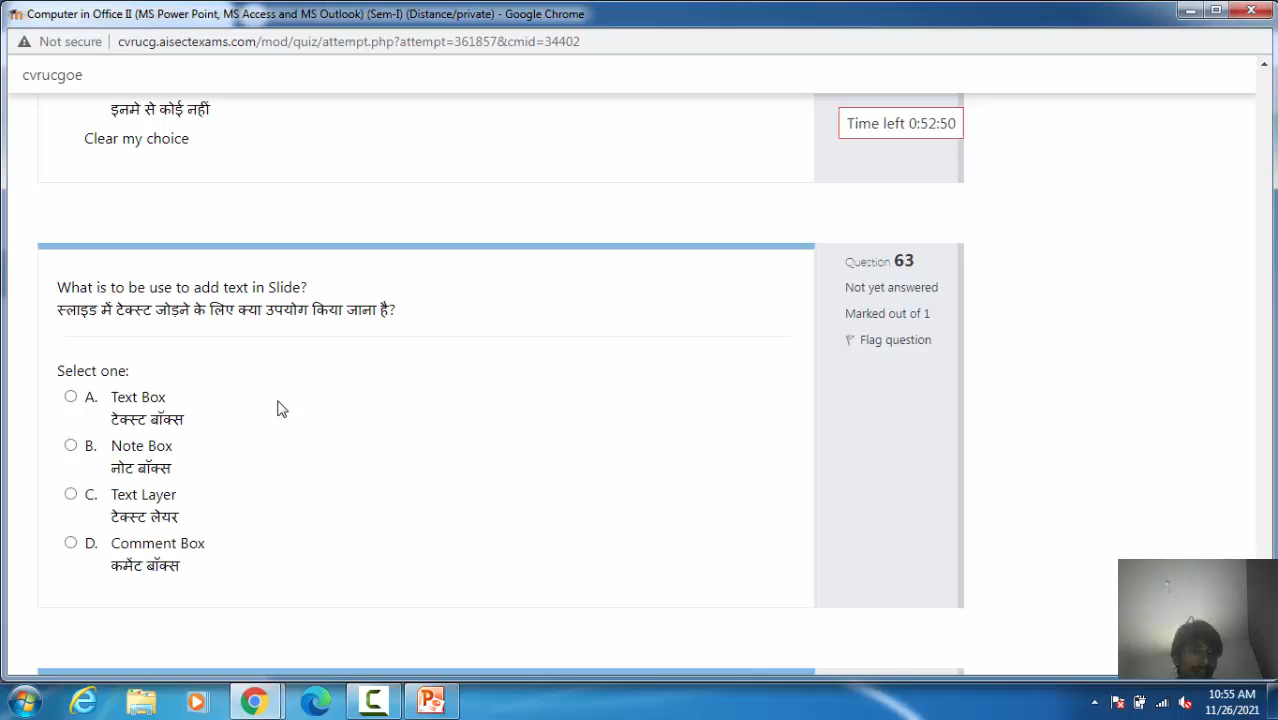 Computer in Office II (MS Power Point, MS Access and MS Outlook) (Sem-I) (Distance/private) - Google Chrome
Not secure | cvrucg.aisectexams.com/mod/quiz/attempt.php?attempt=361857&cmid=34402
cvrucgoe
इनमे से कोई नहीं
Time left 0:52:50
Clear my choice
What is to be use to add text in Slide?
स्लाइड में टेक्स्ट जोड़ने के लिए क्या उपयोग किया जाना है?
Question 63
Not yet answered
Marked out of 1
Flag question
Select one:
A. Text Box
टेक्स्ट बॉक्स
B. Note Box
नोट बॉक्स
C. Text Layer
टेक्स्ट लेयर
D. Comment Box
कमेंट बॉक्स
10:55 AM
11/26/2021